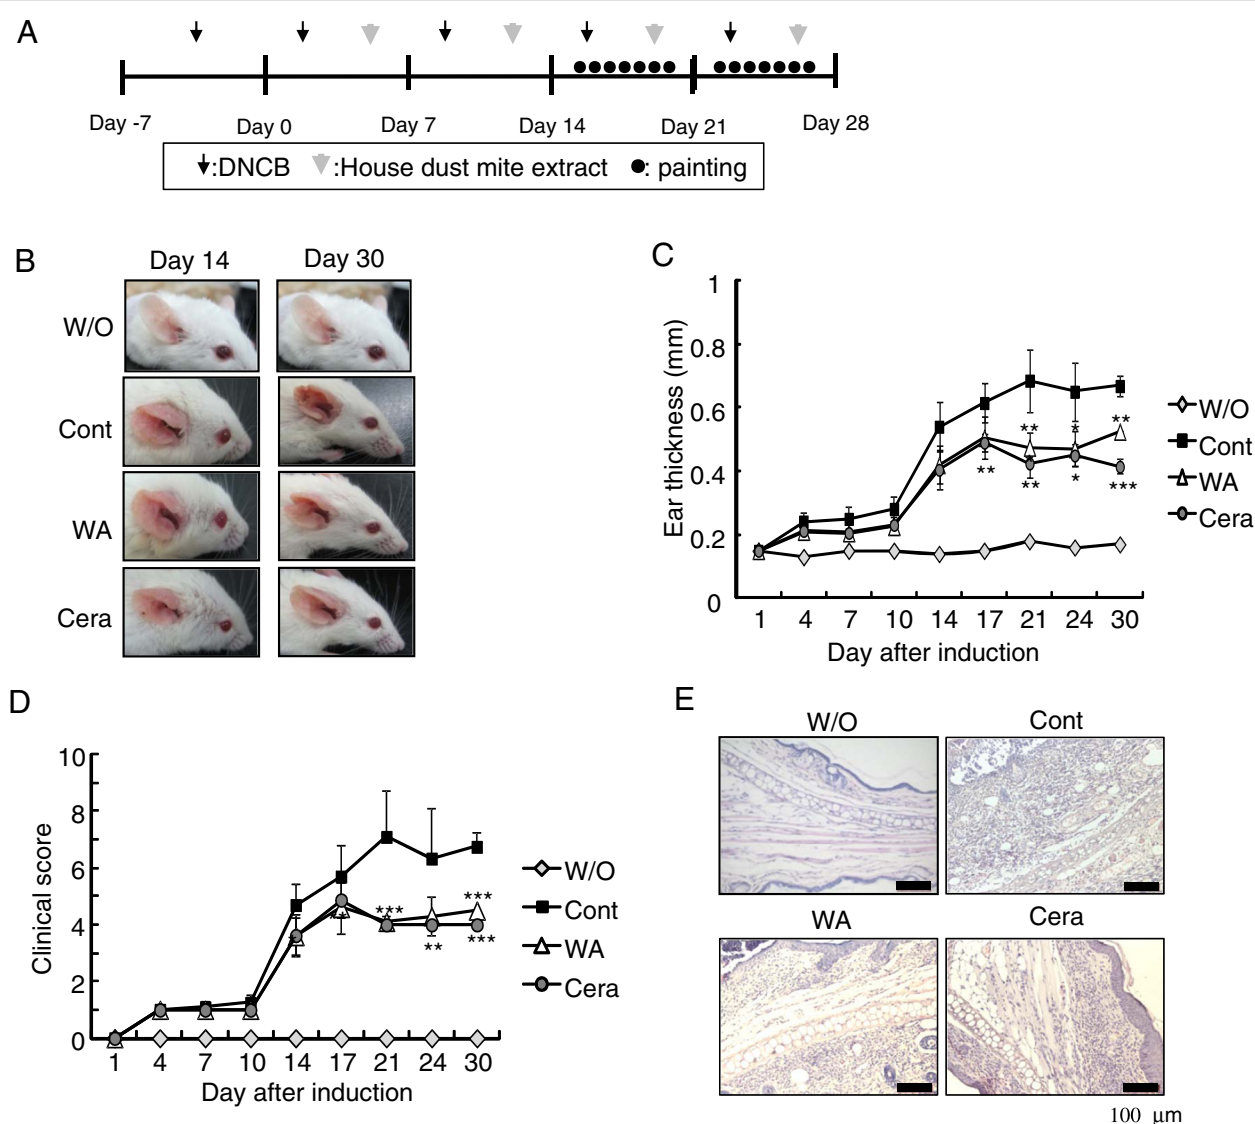 A
Day -7
Day 0
Day 7
Day 14
Day 21
Day 28
:DNCB :House dust mite extract : painting
B
Day 14 Day 30
W/O
Cont
WA
Cera
C
Ear thickness (mm)
1
0.8
0.6
0.4
0.2
0
** * **
** ** * ***
1 4 7 10 14 17 21 24 30
Day after induction
W/O
Cont
WA
Cera
D
Clinical score
10
8
6
4
2
0
** *** ***
** ***
1 4 7 10 14 17 21 24 30
Day after induction
W/O
Cont
WA
Cera
E
W/O Cont
WA Cera
100 μm